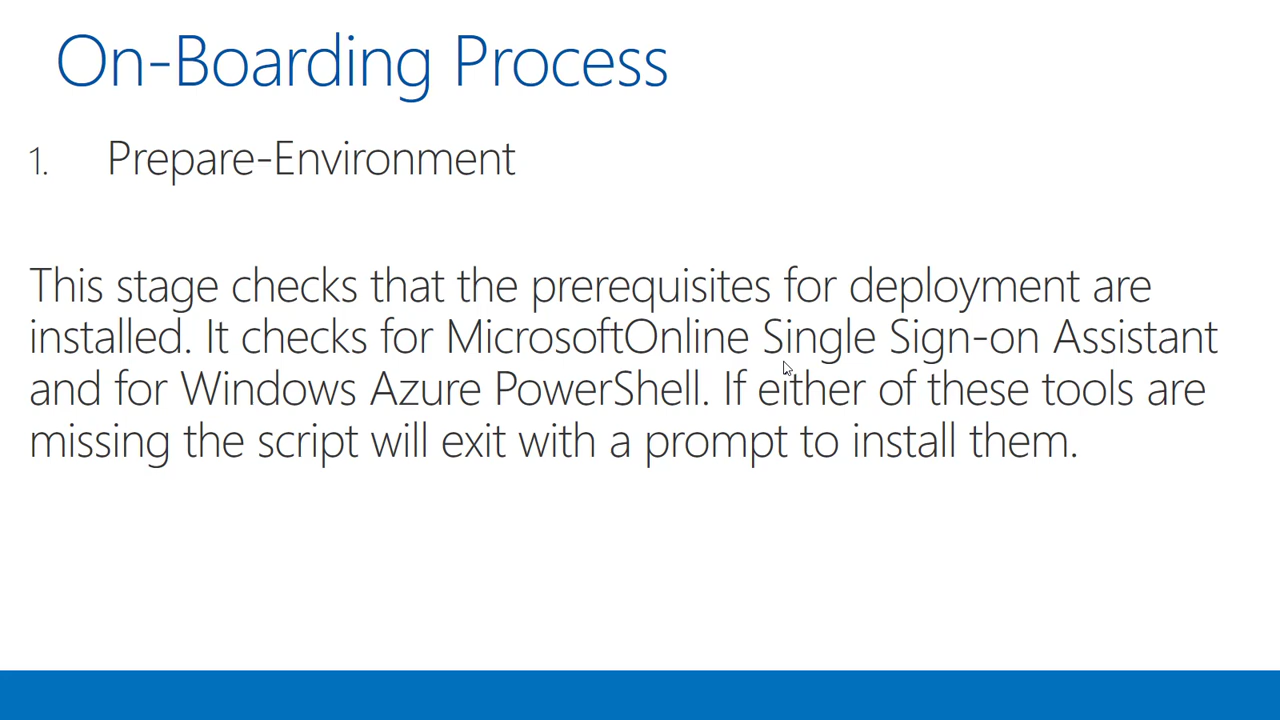 On-Boarding Process
1. Prepare-Environment
This stage checks that the prerequisites for deployment are
installed. It checks for MicrosoftOnline Single Sign-on Assistant
and for Windows Azure PowerShell. If either of these tools are
missing the script will exit with a prompt to install them.